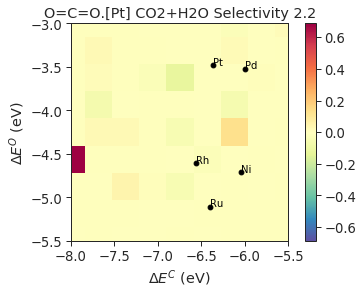 O=C=O.[Pt] CO2+H2O Selectivity 2.2
−3.0
−3.5
−4.0
−4.5
−5.0
−5.5
ΔE^O (eV)
Pt
Pd
Rh
Ni
Ru
−8.0 −7.5 −7.0 −6.5 −6.0 −5.5
ΔE^C (eV)
0.6
0.4
0.2
0.0
−0.2
−0.4
−0.6